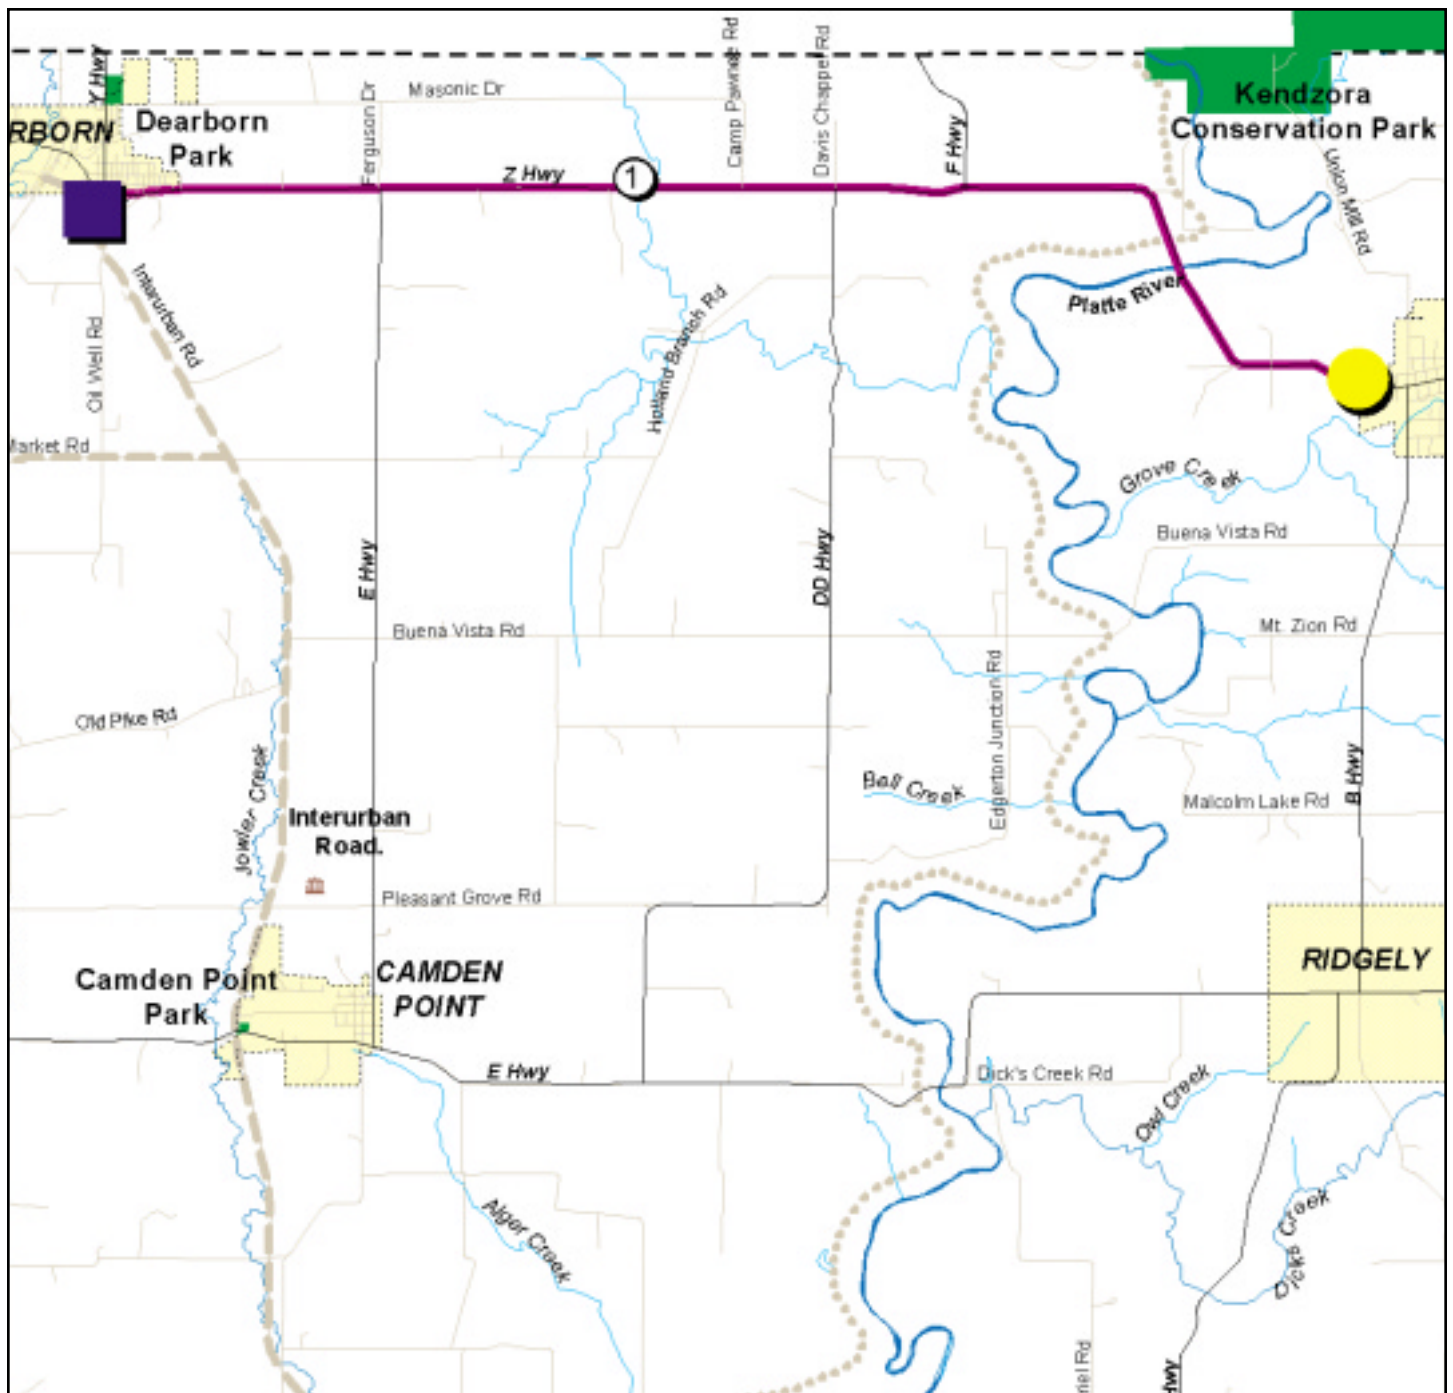 Y Hwy
RBORN
Dearborn
Park
Ferguson Dr
Masonic Dr
Camp Pawnee Rd
Davis Chappel Rd
F Hwy
Kendzora
Conservation Park
Z Hwy
1
Union Mill Rd
Interurban Rd
Oil Well Rd
Platte River
Holland Branch Rd
Market Rd
Grove Creek
Buena Vista Rd
E Hwy
DD Hwy
Buena Vista Rd
Mt. Zion Rd
Edgerton Junction Rd
Old Pike Rd
Jowler Creek
Bell Creek
B Hwy
Malcolm Lake Rd
Interurban
Road.
Pleasant Grove Rd
Camden Point
Park
CAMDEN
POINT
RIDGELY
E Hwy
Dick's Creek Rd
Owl Creek
Alger Creek
Dicks Creek
riel Rd
Hwy